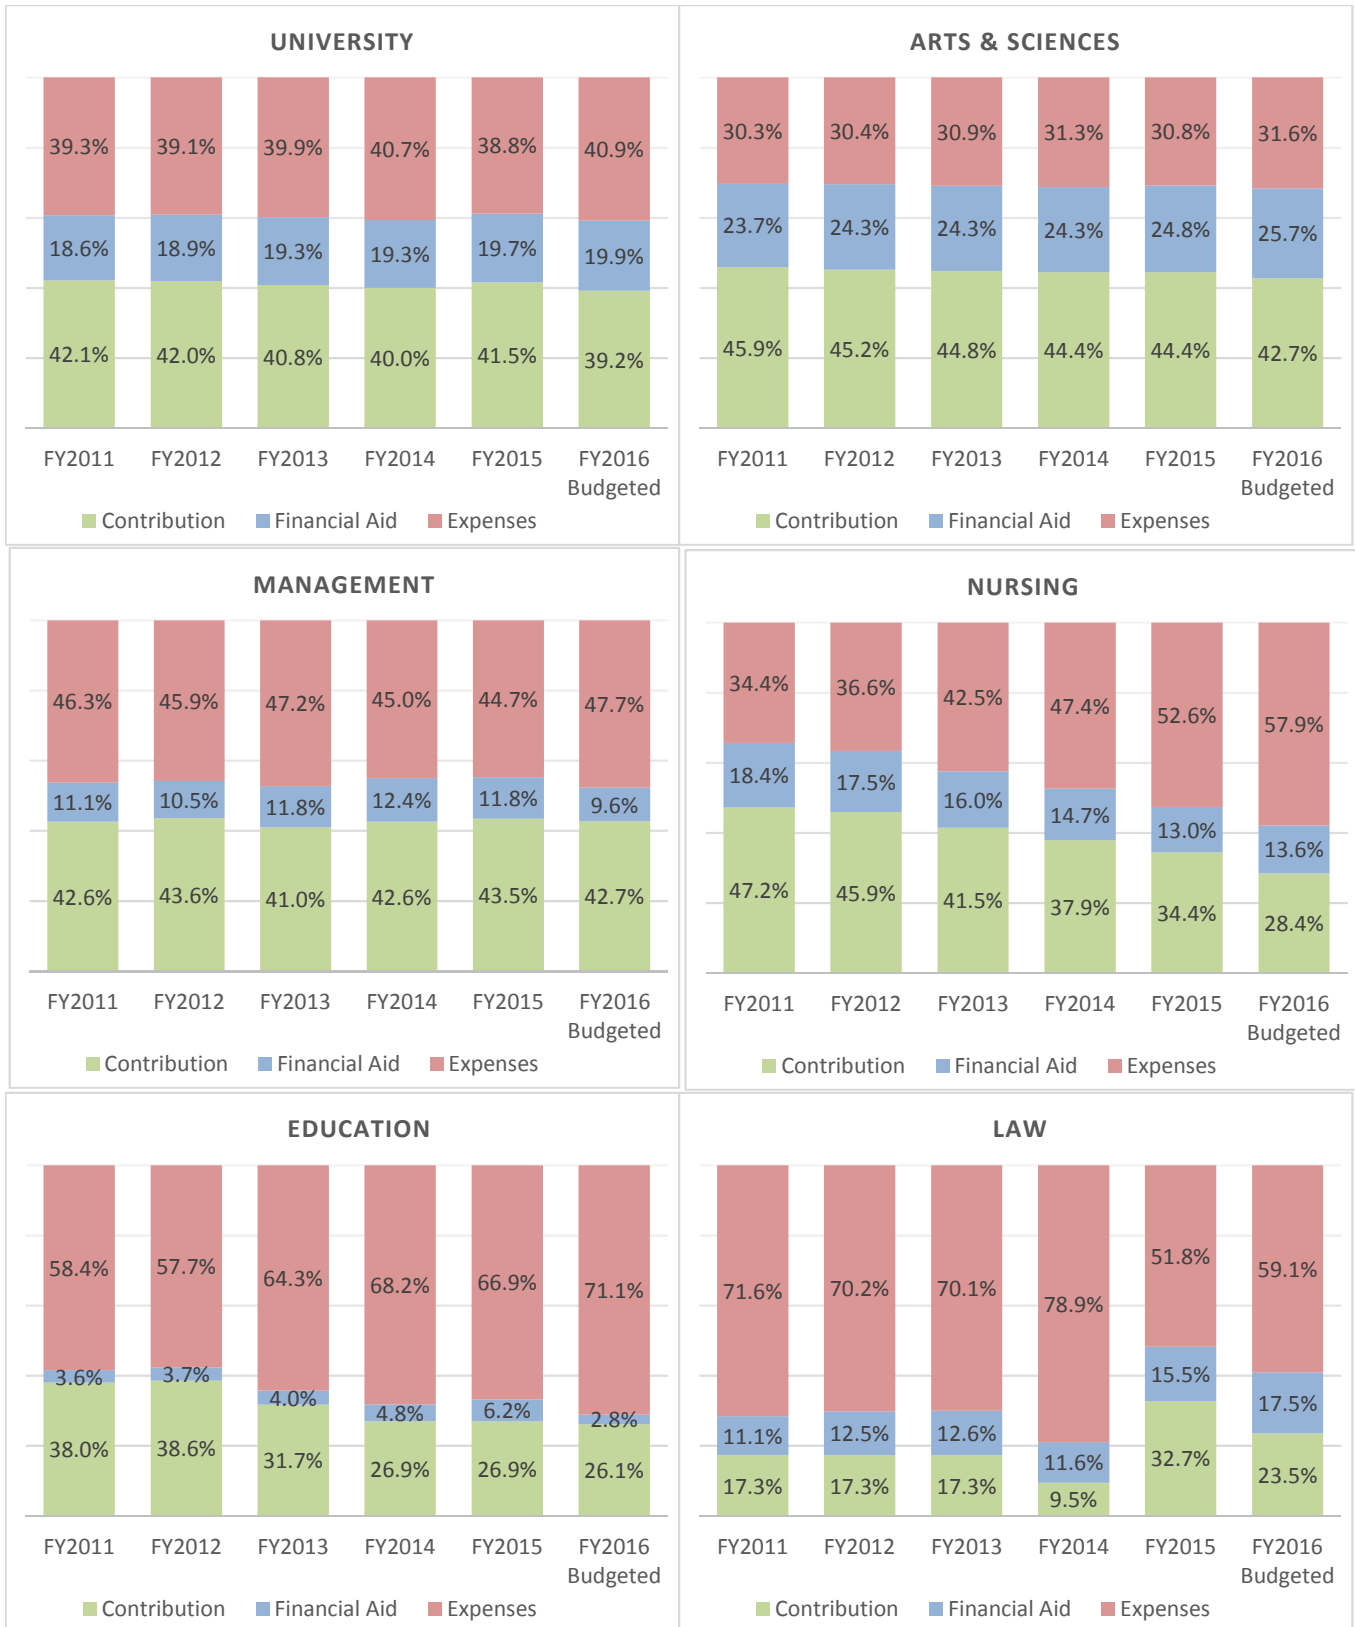 UNIVERSITY
39.3% 39.1% 39.9% 40.7% 38.8% 40.9%
18.6% 18.9% 19.3% 19.3% 19.7% 19.9%
42.1% 42.0% 40.8% 40.0% 41.5% 39.2%
FY2011 FY2012 FY2013 FY2014 FY2015 FY2016
Budgeted
Contribution Financial Aid Expenses
ARTS & SCIENCES
30.3% 30.4% 30.9% 31.3% 30.8% 31.6%
23.7% 24.3% 24.3% 24.3% 24.8% 25.7%
45.9% 45.2% 44.8% 44.4% 44.4% 42.7%
FY2011 FY2012 FY2013 FY2014 FY2015 FY2016
Budgeted
Contribution Financial Aid Expenses
MANAGEMENT
46.3% 45.9% 47.2% 45.0% 44.7% 47.7%
11.1% 10.5% 11.8% 12.4% 11.8% 9.6%
42.6% 43.6% 41.0% 42.6% 43.5% 42.7%
FY2011 FY2012 FY2013 FY2014 FY2015 FY2016
Budgeted
Contribution Financial Aid Expenses
NURSING
34.4% 36.6% 42.5% 47.4% 52.6% 57.9%
18.4% 17.5% 16.0% 14.7% 13.0% 13.6%
47.2% 45.9% 41.5% 37.9% 34.4% 28.4%
FY2011 FY2012 FY2013 FY2014 FY2015 FY2016
Budgeted
Contribution Financial Aid Expenses
EDUCATION
58.4% 57.7% 64.3% 68.2% 66.9% 71.1%
3.6% 3.7% 4.0% 4.8% 6.2% 2.8%
38.0% 38.6% 31.7% 26.9% 26.9% 26.1%
FY2011 FY2012 FY2013 FY2014 FY2015 FY2016
Budgeted
Contribution Financial Aid Expenses
LAW
71.6% 70.2% 70.1% 78.9% 51.8% 59.1%
11.1% 12.5% 12.6% 11.6% 15.5% 17.5%
17.3% 17.3% 17.3% 9.5% 32.7% 23.5%
FY2011 FY2012 FY2013 FY2014 FY2015 FY2016
Budgeted
Contribution Financial Aid Expenses